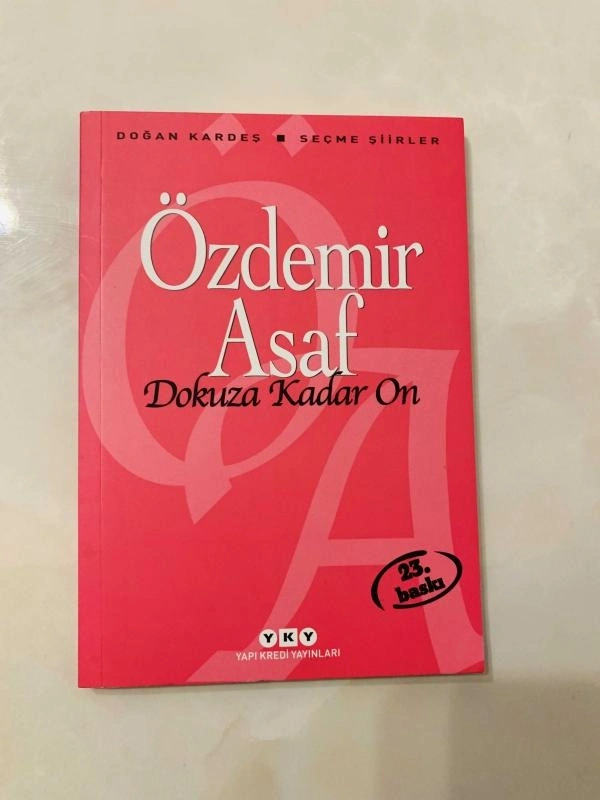 DOĞAN KARDEŞ ■ SEÇME ŞİİRLER
Özdemir
Asaf
Dokuza Kadar On
23.
baskı
YKY
YAPI KREDİ YAYINLARI